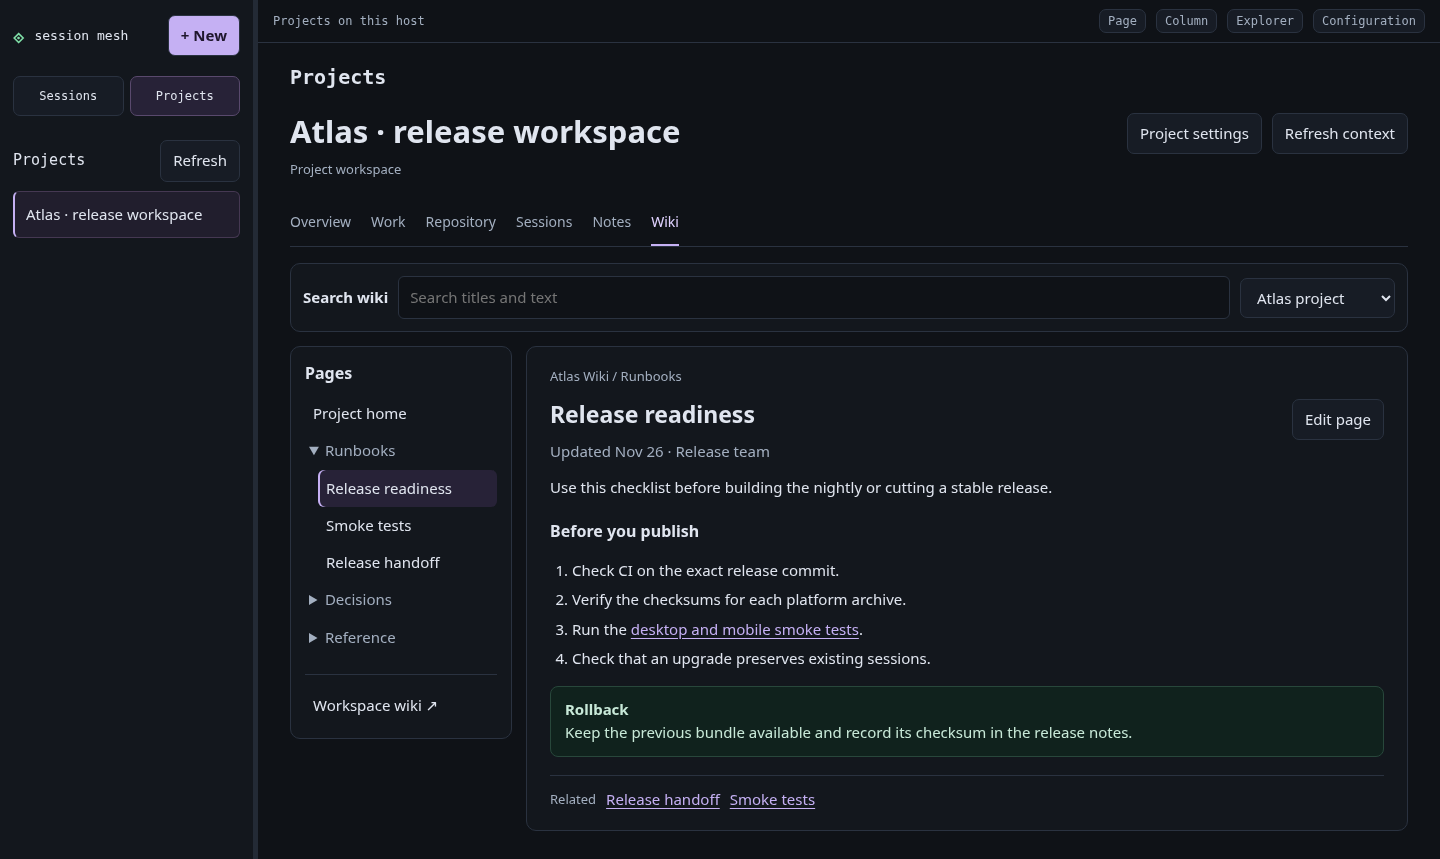 session mesh
+ New
Sessions
Projects
Projects
Refresh
Atlas · release workspace
Projects on this host
Page
Column
Explorer
Configuration
Projects
Atlas · release workspace
Project settings
Refresh context
Project workspace
Overview
Work
Repository
Sessions
Notes
Wiki
Search wiki
Search titles and text
Atlas project
Pages
Project home
Runbooks
Release readiness
Smoke tests
Release handoff
Decisions
Reference
Workspace wiki ↗
Atlas Wiki / Runbooks
Release readiness
Edit page
Updated Nov 26 · Release team
Use this checklist before building the nightly or cutting a stable release.
Before you publish
1. Check CI on the exact release commit.
2. Verify the checksums for each platform archive.
3. Run the desktop and mobile smoke tests.
4. Check that an upgrade preserves existing sessions.
Rollback
Keep the previous bundle available and record its checksum in the release notes.
Related Release handoff Smoke tests